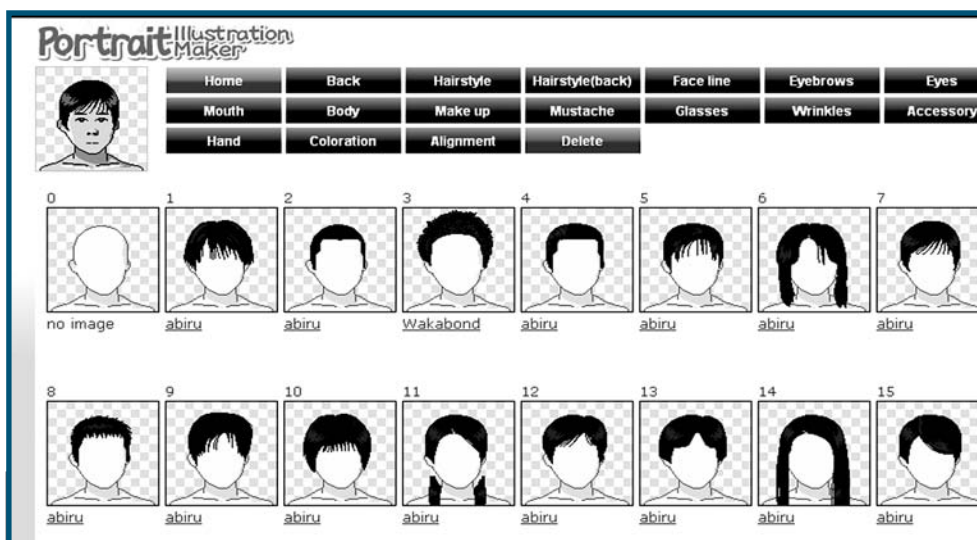 Portrait Illustration Maker
Home Back Hairstyle Hairstyle(back) Face line Eyebrows Eyes
Mouth Body Make up Mustache Glasses Wrinkles Accessory
Hand Coloration Alignment Delete
0 1 2 3 4 5 6 7
no image abiru abiru Wakabond abiru abiru abiru abiru
8 9 10 11 12 13 14 15
abiru abiru abiru abiru abiru abiru abiru abiru